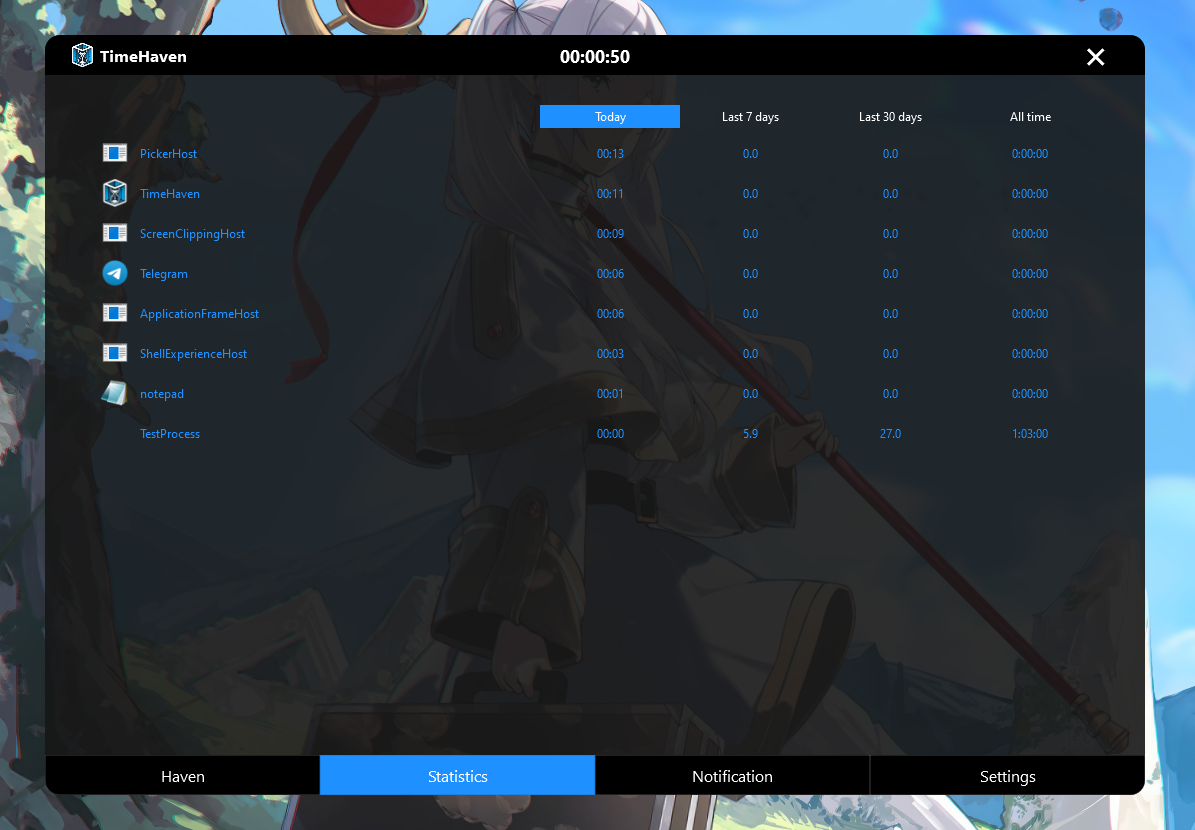 TimeHaven 00:00:50
Today Last 7 days Last 30 days All time
PickerHost 00:13 0.0 0.0 0:00:00
TimeHaven 00:11 0.0 0.0 0:00:00
ScreenClippingHost 00:09 0.0 0.0 0:00:00
Telegram 00:06 0.0 0.0 0:00:00
ApplicationFrameHost 00:06 0.0 0.0 0:00:00
ShellExperienceHost 00:03 0.0 0.0 0:00:00
notepad 00:01 0.0 0.0 0:00:00
TestProcess 00:00 5.9 27.0 1:03:00
Haven Statistics Notification Settings